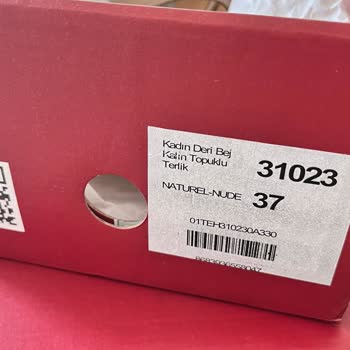 Kadın Deri Bej
Kalın Topuklu
Terlik
31023
NATUREL-NUDE 37
01TEH310230A330